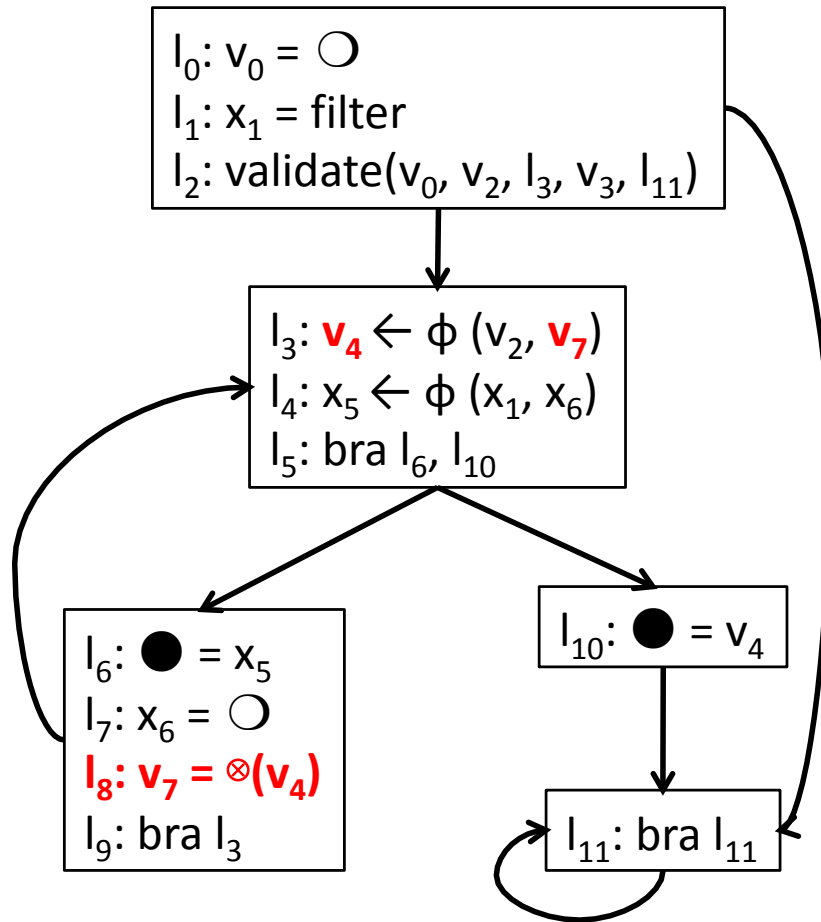 l₀: v₀ = ❍
l₁: x₁ = filter
l₂: validate(v₀, v₂, l₃, v₃, l₁₁)
l₃: v₄ ← ϕ (v₂, v₇)
l₄: x₅ ← ϕ (x₁, x₆)
l₅: bra l₆, l₁₀
l₆: ● = x₅
l₇: x₆ = ❍
l₈: v₇ = ⊗(v₄)
l₉: bra l₃
l₁₀: ● = v₄
l₁₁: bra l₁₁